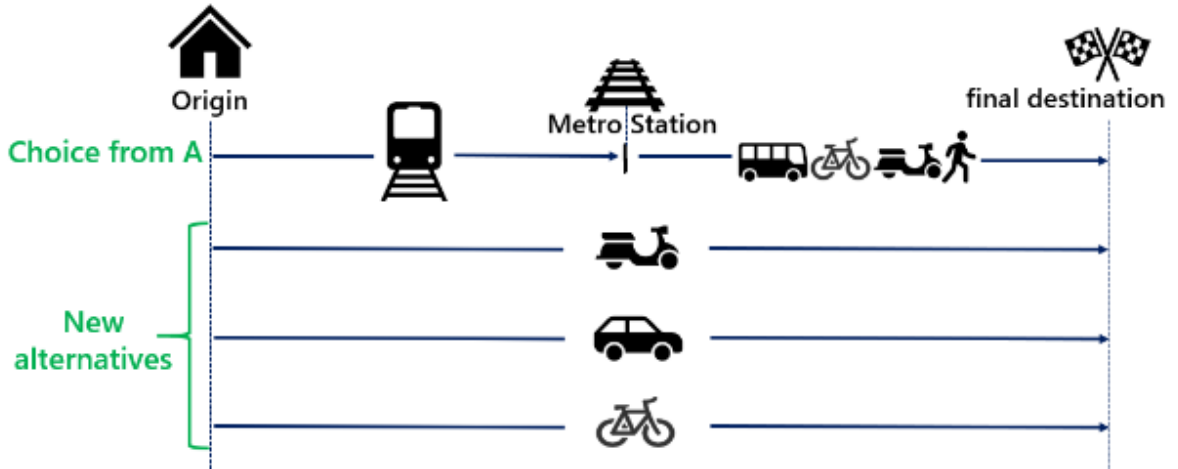 Origin
Metro Station
final destination
Choice from A
New
alternatives